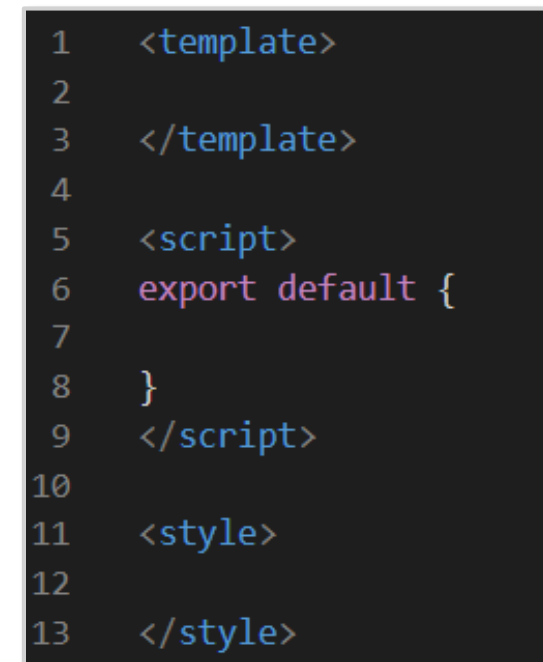 1 <template>
2
3 </template>
4
5 <script>
6 export default {
7
8 }
9 </script>
10
11 <style>
12
13 </style>